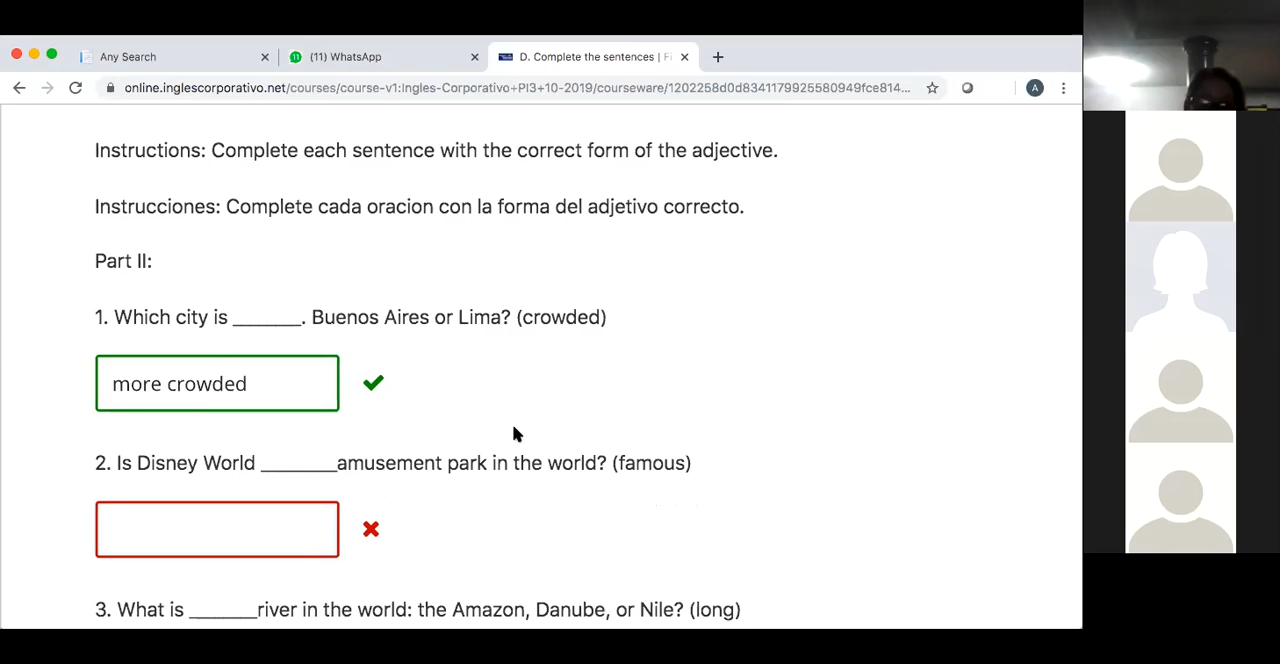 Any Search
(11) WhatsApp
D. Complete the sentences | Fi
online.inglescorporativo.net/courses/course-v1:Ingles-Corporativo+PI3+10-2019/courseware/1202258d0d8341179925580949fce814...
A
Instructions: Complete each sentence with the correct form of the adjective.
Instrucciones: Complete cada oracion con la forma del adjetivo correcto.
Part II:
1. Which city is _______. Buenos Aires or Lima? (crowded)
more crowded
2. Is Disney World ________amusement park in the world? (famous)
3. What is _______river in the world: the Amazon, Danube, or Nile? (long)